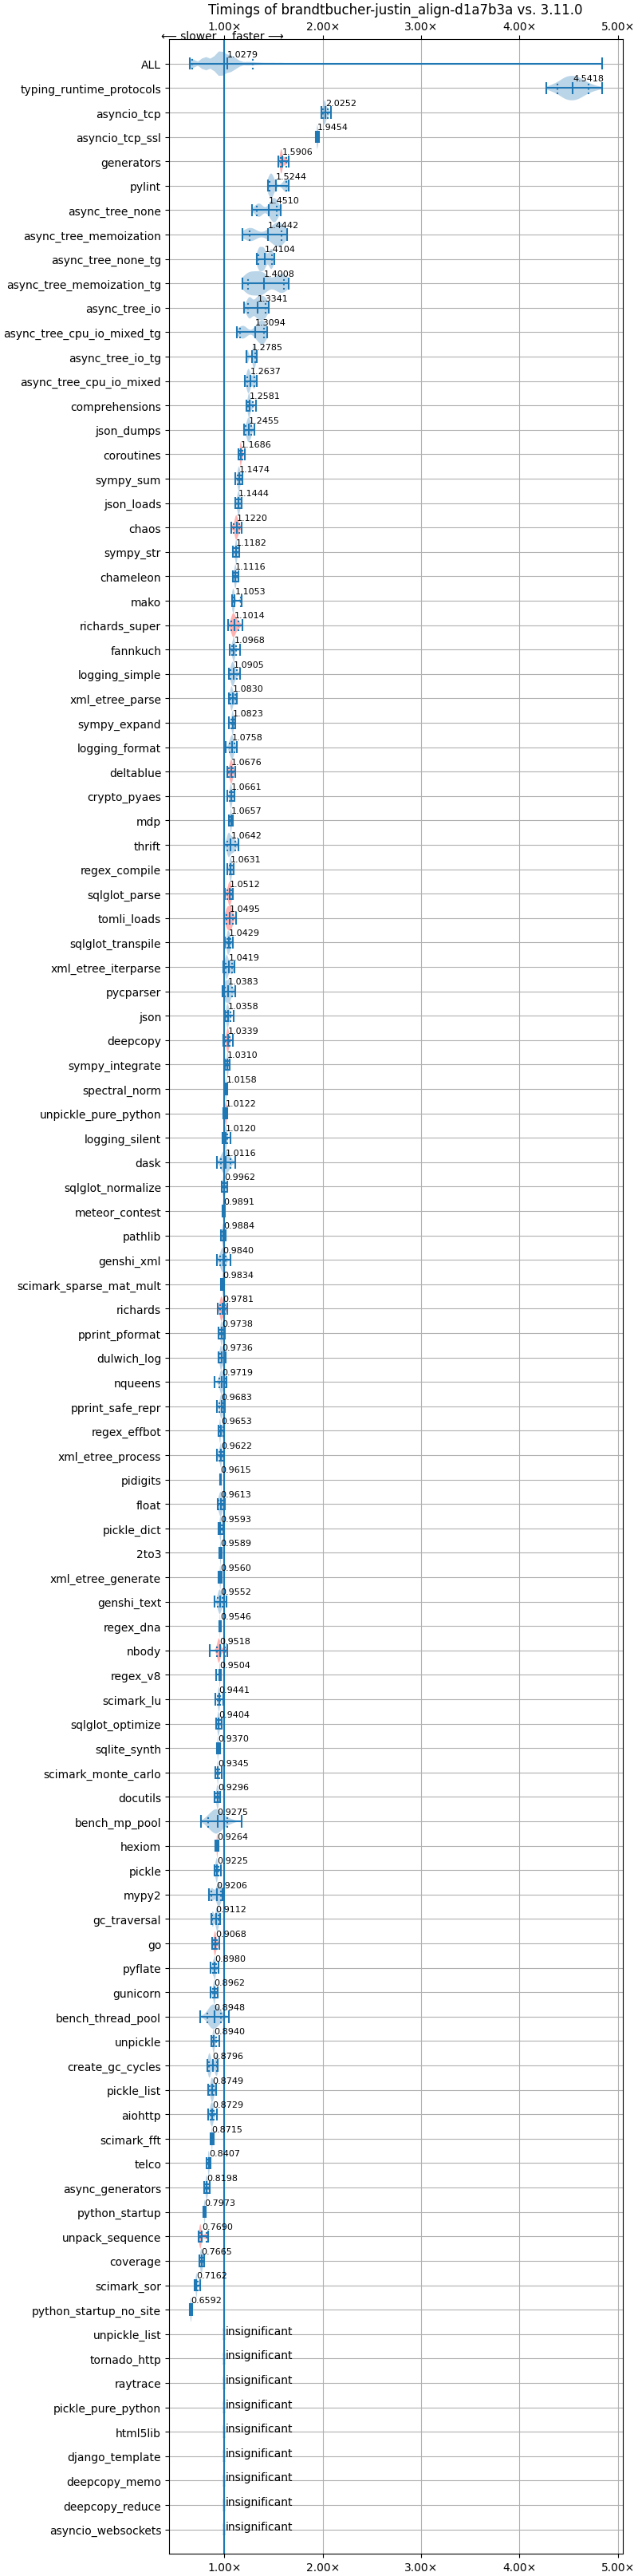 Timings of brandtbucher-justin_align-d1a7b3a vs. 3.11.0
1.00× 2.00× 3.00× 4.00× 5.00×
⟵ slower faster ⟶
ALL 1.0279
typing_runtime_protocols 4.5418
asyncio_tcp 2.0252
asyncio_tcp_ssl 1.9454
generators 1.5906
pylint 1.5244
async_tree_none 1.4510
async_tree_memoization 1.4442
async_tree_none_tg 1.4104
async_tree_memoization_tg 1.4008
async_tree_io 1.3341
async_tree_cpu_io_mixed_tg 1.3094
async_tree_io_tg 1.2785
async_tree_cpu_io_mixed 1.2637
comprehensions 1.2581
json_dumps 1.2455
coroutines 1.1686
sympy_sum 1.1474
json_loads 1.1444
chaos 1.1220
sympy_str 1.1182
chameleon 1.1116
mako 1.1053
richards_super 1.1014
fannkuch 1.0968
logging_simple 1.0905
xml_etree_parse 1.0830
sympy_expand 1.0823
logging_format 1.0758
deltablue 1.0676
crypto_pyaes 1.0661
mdp 1.0657
thrift 1.0642
regex_compile 1.0631
sqlglot_parse 1.0512
tomli_loads 1.0495
sqlglot_transpile 1.0429
xml_etree_iterparse 1.0419
pycparser 1.0383
json 1.0358
deepcopy 1.0339
sympy_integrate 1.0310
spectral_norm 1.0158
unpickle_pure_python 1.0122
logging_silent 1.0120
dask 1.0116
sqlglot_normalize 0.9962
meteor_contest 0.9891
pathlib 0.9884
genshi_xml 0.9840
scimark_sparse_mat_mult 0.9834
richards 0.9781
pprint_pformat 0.9738
dulwich_log 0.9736
nqueens 0.9719
pprint_safe_repr 0.9683
regex_effbot 0.9653
xml_etree_process 0.9622
pidigits 0.9615
float 0.9613
pickle_dict 0.9593
2to3 0.9589
xml_etree_generate 0.9560
genshi_text 0.9552
regex_dna 0.9546
nbody 0.9518
regex_v8 0.9504
scimark_lu 0.9441
sqlglot_optimize 0.9404
sqlite_synth 0.9370
scimark_monte_carlo 0.9345
docutils 0.9296
bench_mp_pool 0.9275
hexiom 0.9264
pickle 0.9225
mypy2 0.9206
gc_traversal 0.9112
go 0.9068
pyflate 0.8980
gunicorn 0.8962
bench_thread_pool 0.8948
unpickle 0.8940
create_gc_cycles 0.8796
pickle_list 0.8749
aiohttp 0.8729
scimark_fft 0.8715
telco 0.8407
async_generators 0.8198
python_startup 0.7973
unpack_sequence 0.7690
coverage 0.7665
scimark_sor 0.7162
python_startup_no_site 0.6592
unpickle_list insignificant
tornado_http insignificant
raytrace insignificant
pickle_pure_python insignificant
html5lib insignificant
django_template insignificant
deepcopy_memo insignificant
deepcopy_reduce insignificant
asyncio_websockets insignificant
1.00× 2.00× 3.00× 4.00× 5.00×